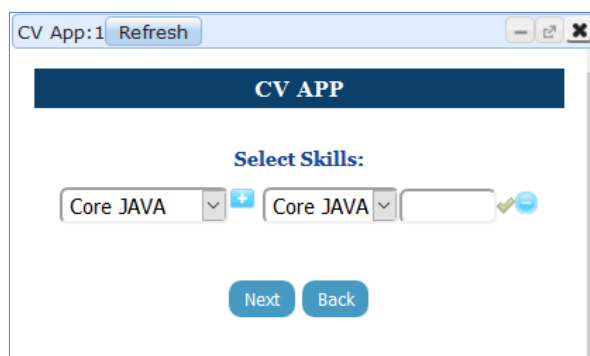 CV App:1 Refresh
CV APP
Select Skills:
Core JAVA Core JAVA
Next Back